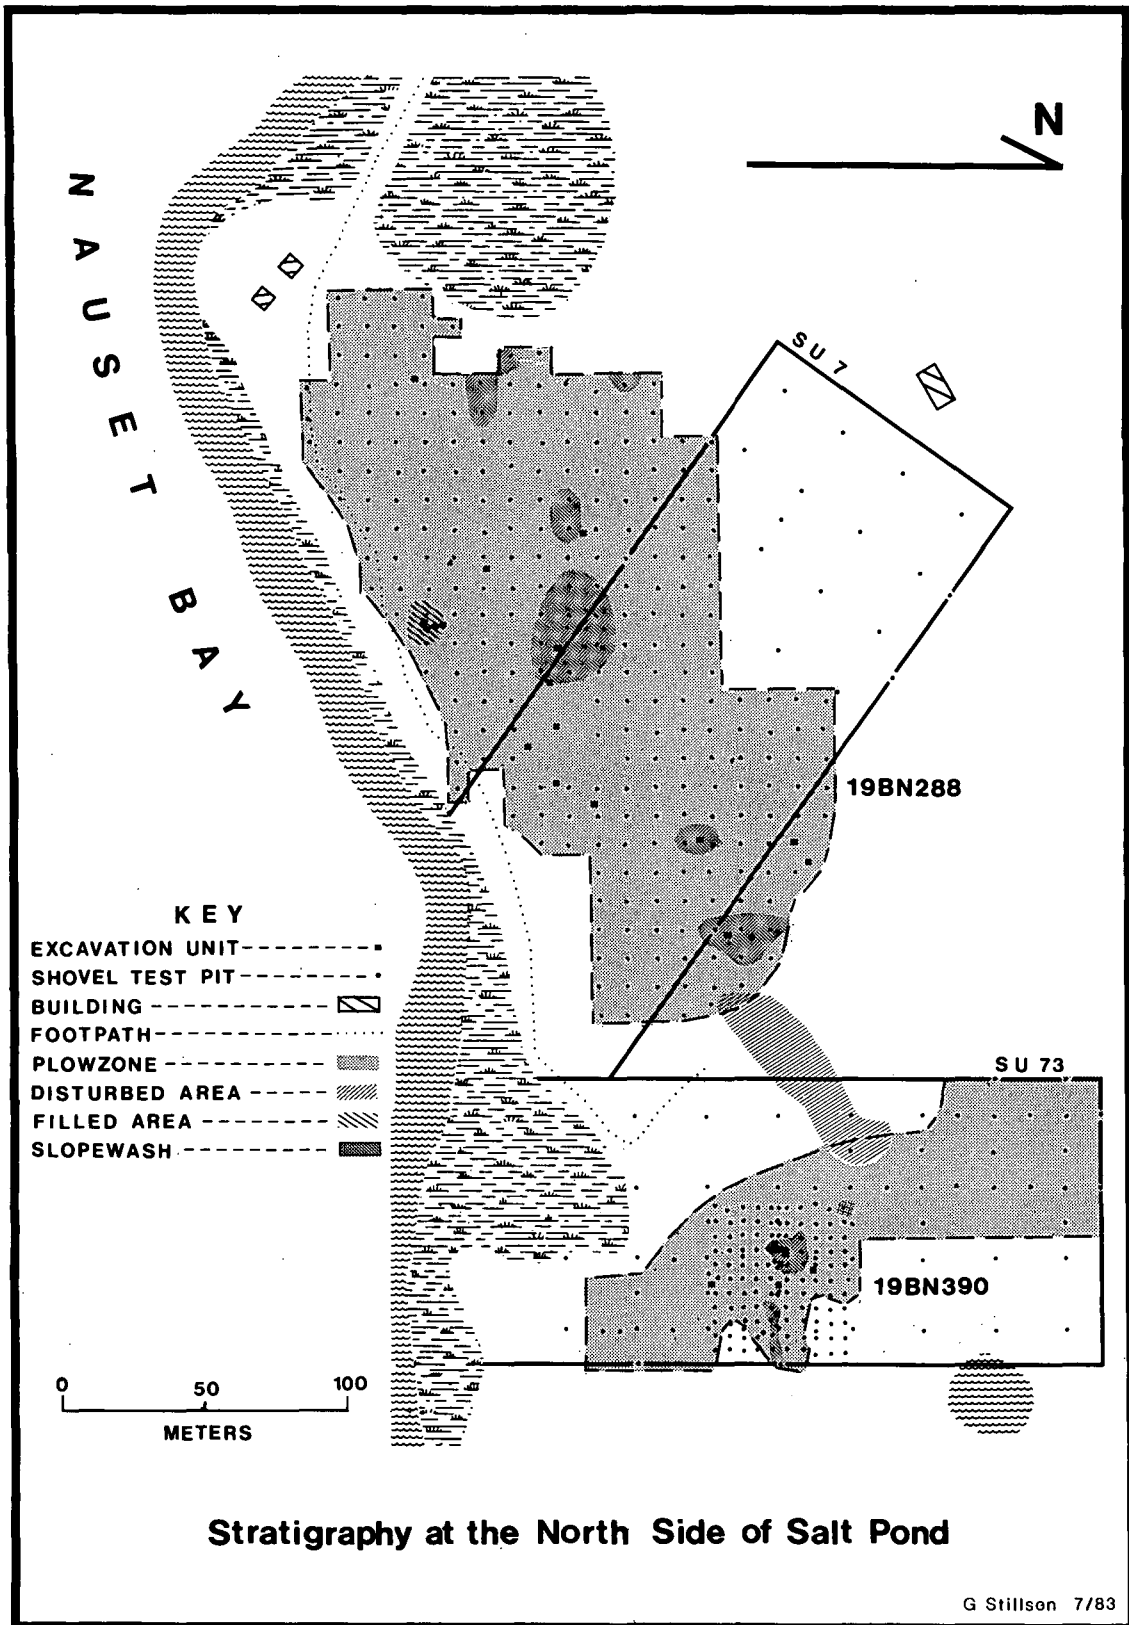 N
NAUSET BAY
SU 7
19BN288
KEY
EXCAVATION UNIT
SHOVEL TEST PIT
BUILDING
FOOTPATH
PLOWZONE
DISTURBED AREA
FILLED AREA
SLOPEWASH
SU 73
19BN390
0 50 100
METERS
Stratigraphy at the North Side of Salt Pond
G Stillson 7/83